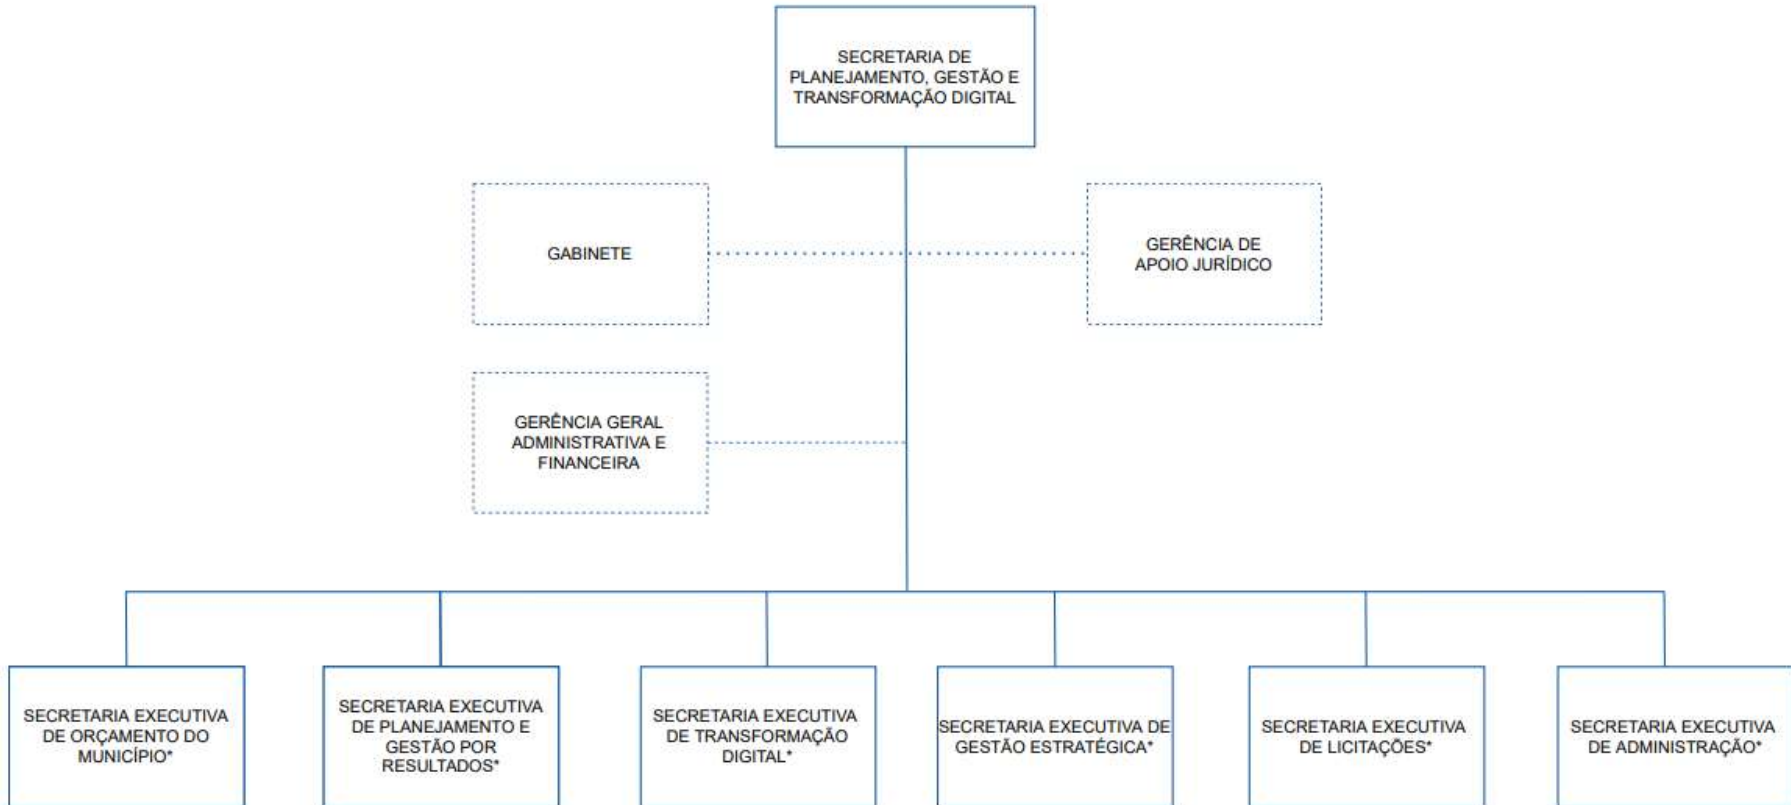 SECRETARIA DE
PLANEJAMENTO, GESTÃO E
TRANSFORMAÇÃO DIGITAL
GABINETE
GERÊNCIA DE
APOIO JURÍDICO
GERÊNCIA GERAL
ADMINISTRATIVA E
FINANCEIRA
SECRETARIA EXECUTIVA
DE ORÇAMENTO DO
MUNICÍPIO*
SECRETARIA EXECUTIVA
DE PLANEJAMENTO E
GESTÃO POR
RESULTADOS*
SECRETARIA EXECUTIVA
DE TRANSFORMAÇÃO
DIGITAL*
SECRETARIA EXECUTIVA DE
GESTÃO ESTRATÉGICA*
SECRETARIA EXECUTIVA
DE LICITAÇÕES*
SECRETARIA EXECUTIVA
DE ADMINISTRAÇÃO*